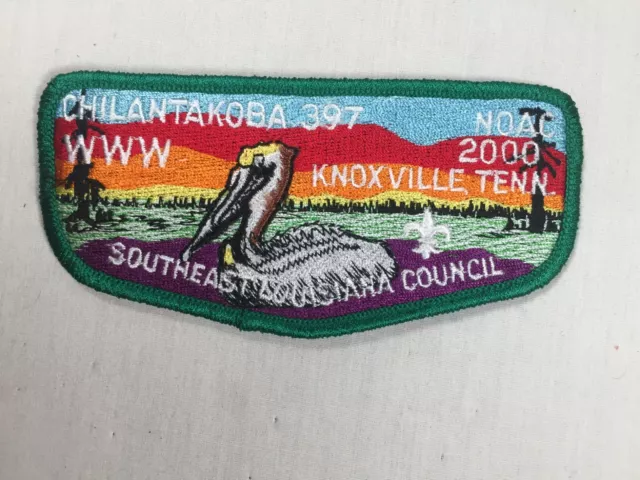 CHILANTAKOBA 397 NOAC
WWW 2000
KNOXVILLE, TENN.
SOUTHEAST LOUISIANA COUNCIL